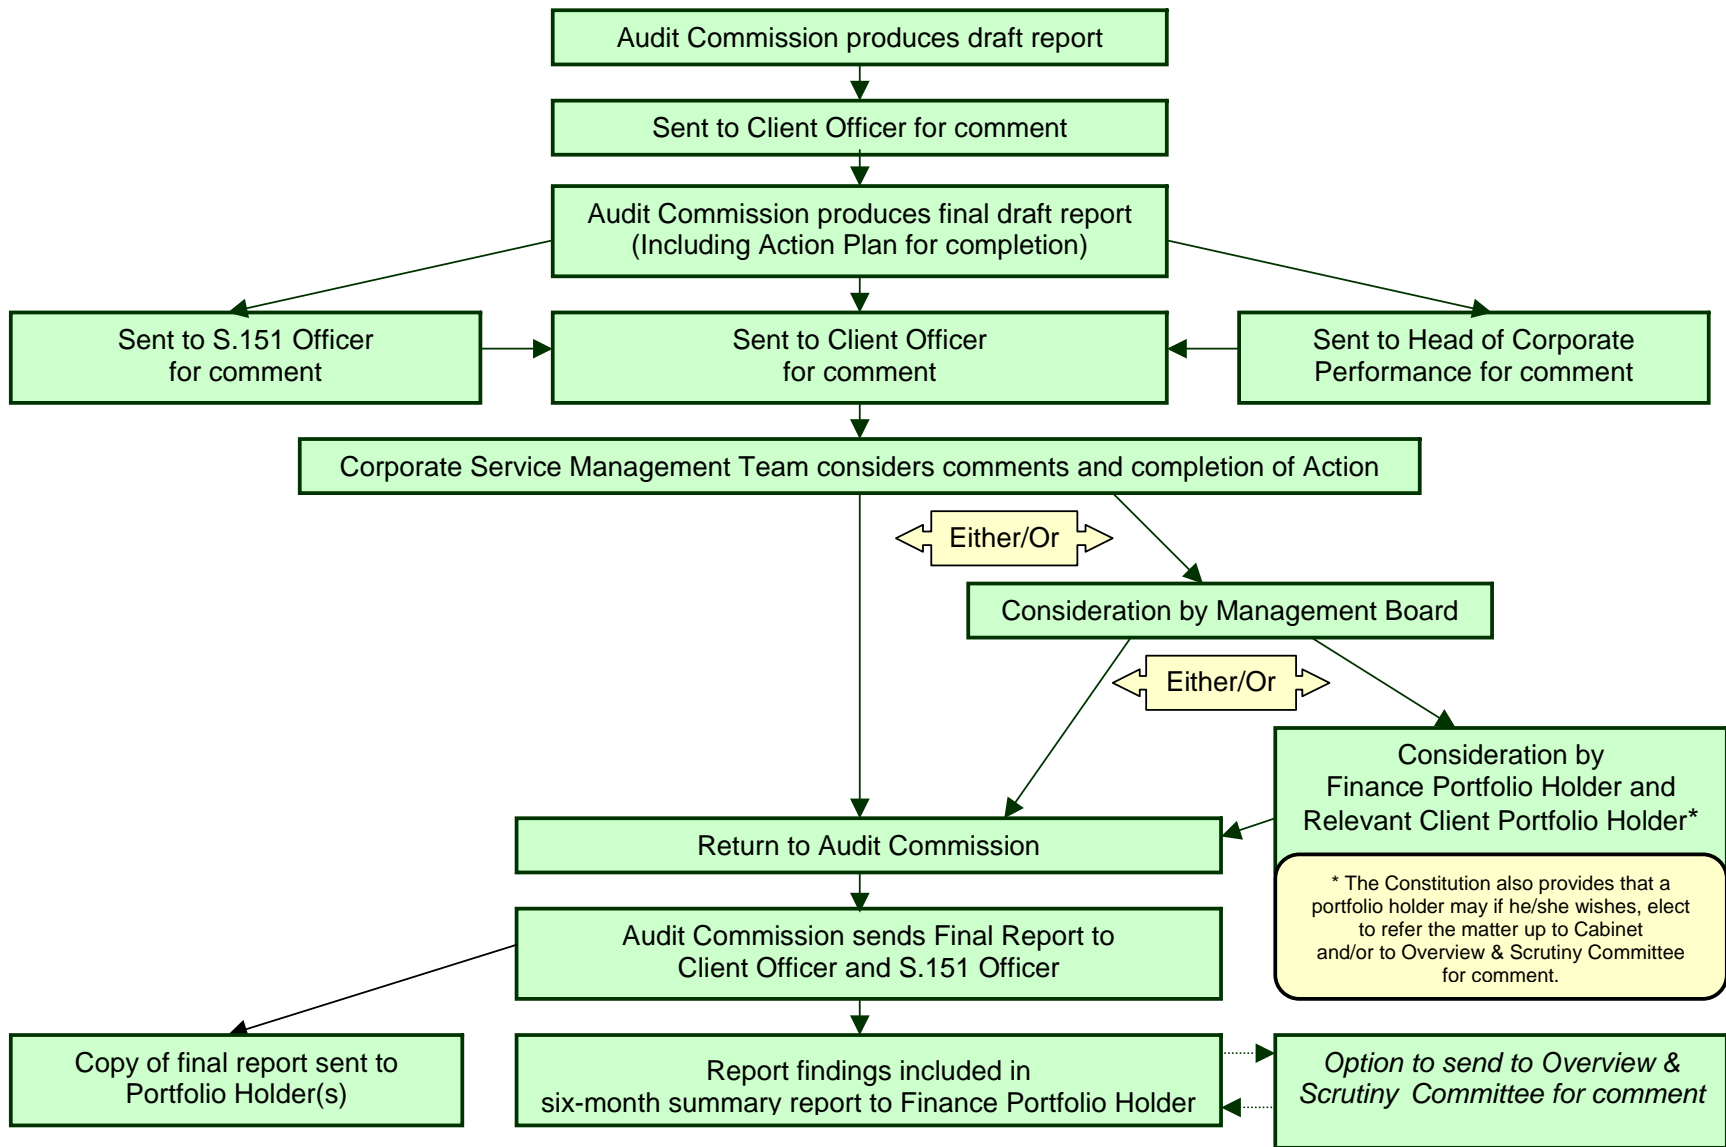 Audit Commission produces draft report
Sent to Client Officer for comment
Audit Commission produces final draft report
(Including Action Plan for completion)
Sent to S.151 Officer
for comment
Sent to Client Officer
for comment
Sent to Head of Corporate
Performance for comment
Corporate Service Management Team considers comments and completion of Action
Either/Or
Consideration by Management Board
Either/Or
Consideration by
Finance Portfolio Holder and
Relevant Client Portfolio Holder*
* The Constitution also provides that a
portfolio holder may if he/she wishes, elect
to refer the matter up to Cabinet
and/or to Overview & Scrutiny Committee
for comment.
Return to Audit Commission
Audit Commission sends Final Report to
Client Officer and S.151 Officer
Copy of final report sent to
Portfolio Holder(s)
Report findings included in
six-month summary report to Finance Portfolio Holder
Option to send to Overview &
Scrutiny Committee for comment